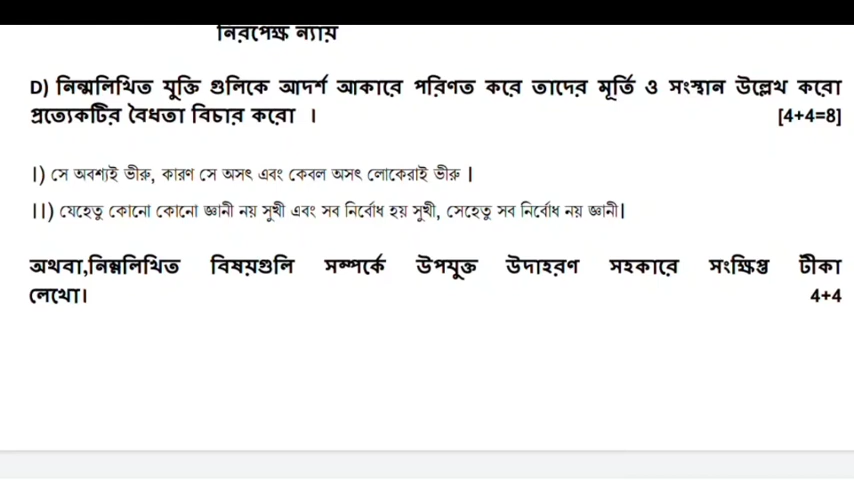 নিরপেক্ষ ন্যায়
D) নিন্মলিখিত যুক্তি গুলিকে আদর্শ আকারে পরিণত করে তাদের মূর্তি ও সংস্থান উল্লেখ করো
প্রত্যেকটির বৈধতা বিচার করো । [4+4=8]
I) সে অবশ্যই ভীরু, কারণ সে অসৎ এবং কেবল অসৎ লোকেরাই ভীরু |
II) যেহেতু কোনো কোনো জ্ঞানী নয় সুখী এবং সব নির্বোধ হয় সুখী, সেহেতু সব নির্বোধ নয় জ্ঞানী|
অথবা,নিম্নলিখিত বিষয়গুলি সম্পর্কে উপযুক্ত উদাহরণ সহকারে সংক্ষিপ্ত টীকা
লেখো। 4+4